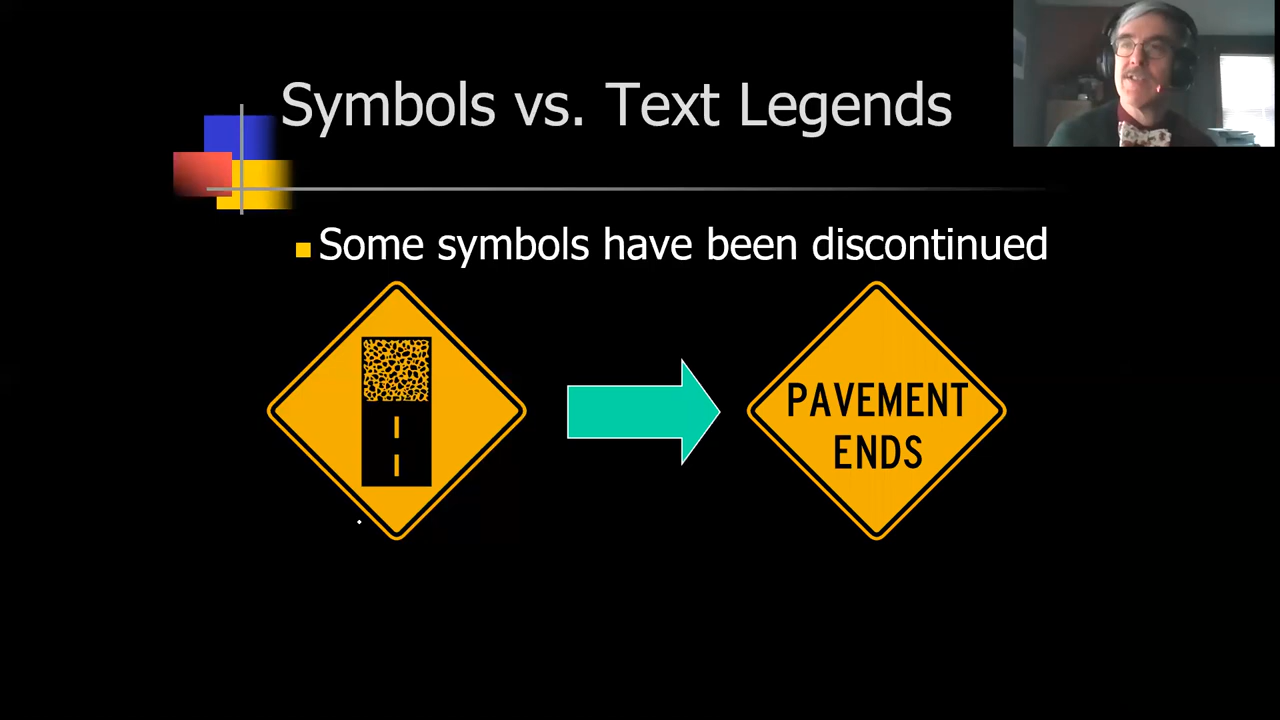 Symbols vs. Text Legends
Some symbols have been discontinued
PAVEMENT
ENDS